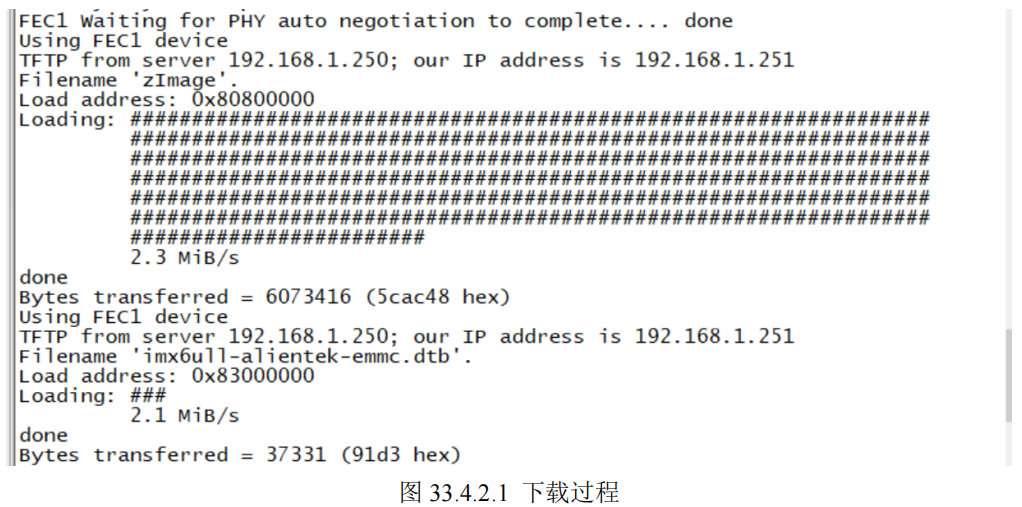 FEC1 Waiting for PHY auto negotiation to complete.... done
Using FEC1 device
TFTP from server 192.168.1.250; our IP address is 192.168.1.251
Filename 'zImage'.
Load address: 0x80800000
Loading: #################################################################
#################################################################
#################################################################
#################################################################
#################################################################
#################################################################
########################
2.3 MiB/s
done
Bytes transferred = 6073416 (5cac48 hex)
Using FEC1 device
TFTP from server 192.168.1.250; our IP address is 192.168.1.251
Filename 'imx6ull-alientek-emmc.dtb'.
Load address: 0x83000000
Loading: ###
2.1 MiB/s
done
Bytes transferred = 37331 (91d3 hex)
图 33.4.2.1 下载过程